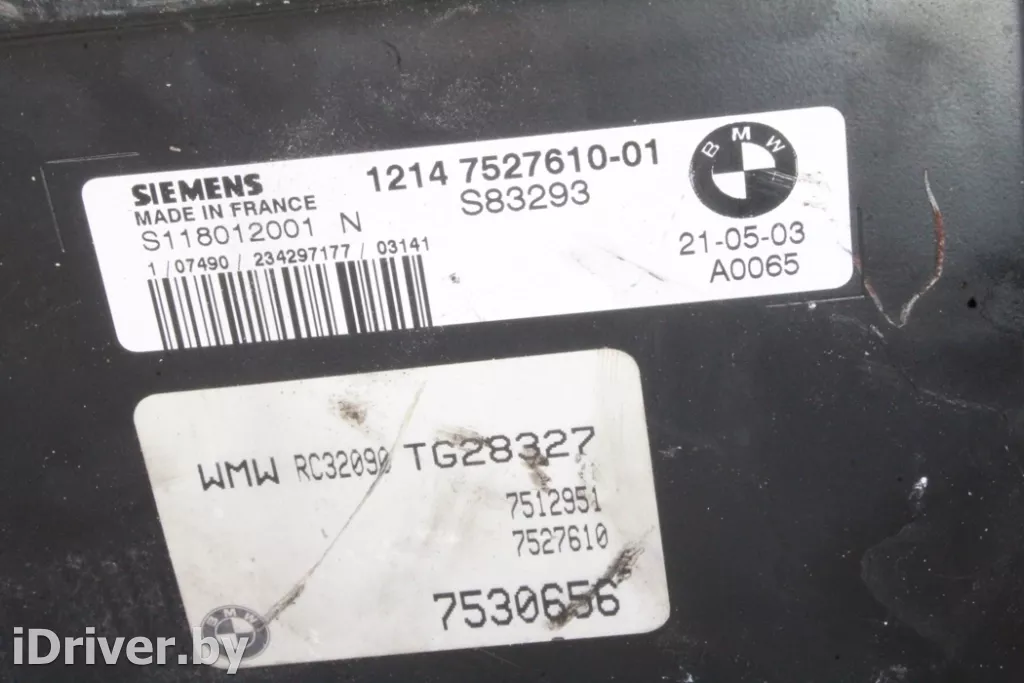 SIEMENS
MADE IN FRANCE
S118012001 N
1 / 07490 / 234297177 / 03141
1214 7527610-01
S83293
BMW
21-05-03
A0065
WMW RC32090 TG28327
7512951
7527610
7530656
BMW
iDriver.by